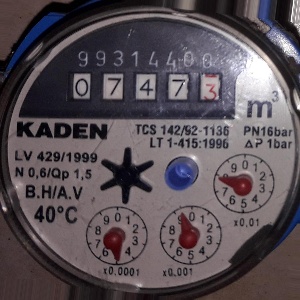 99314400
07473
m³
KADEN
TCS 142/92-1136 PN16bar
LT 1-415:1996 ΔP 1bar
LV 429/1999
N 0,6/Qp 1,5
B.H/A.V
40°C
x0,01
x0,0001 x0,001